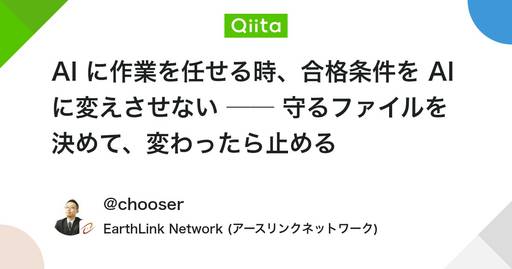 Qiita
AI に作業を任せる時、合格条件を AI
に変えさせない ── 守るファイルを
決めて、変わったら止める
@chooser
EarthLink Network (アースリンクネットワーク)